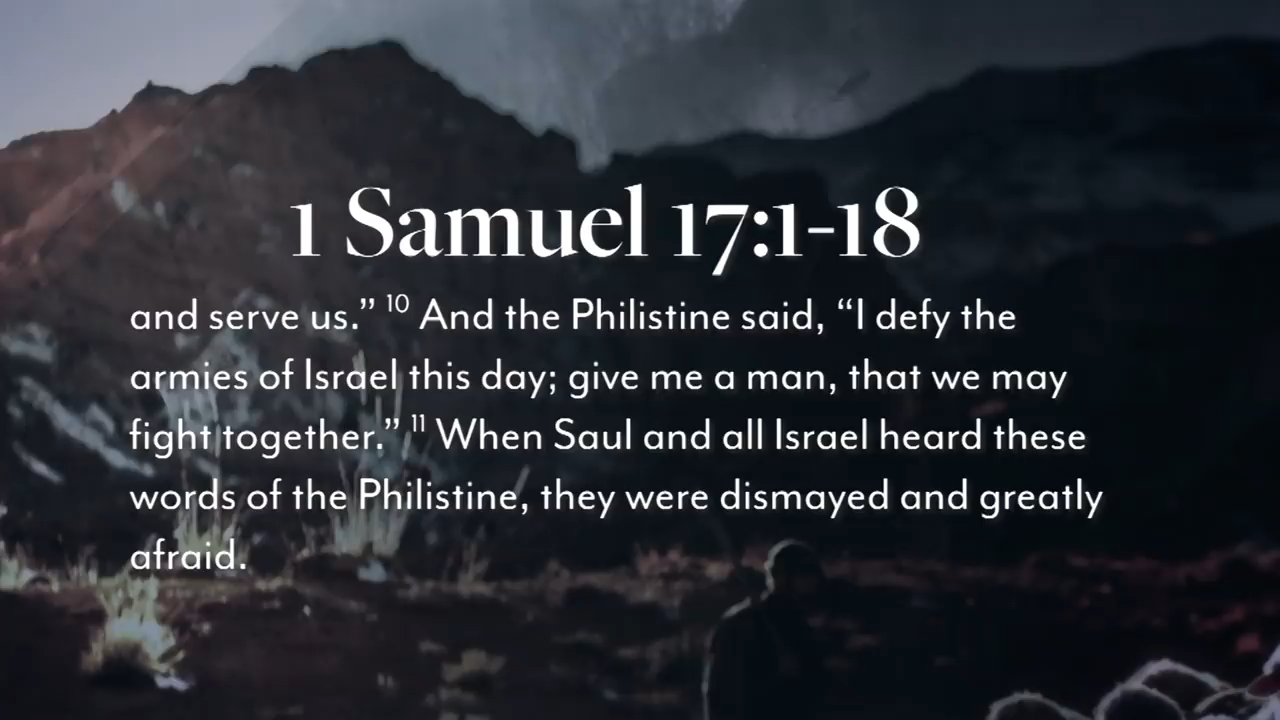 1 Samuel 17:1-18
and serve us.” 10 And the Philistine said, “I defy the
armies of Israel this day; give me a man, that we may
fight together.” 11 When Saul and all Israel heard these
words of the Philistine, they were dismayed and greatly
afraid.